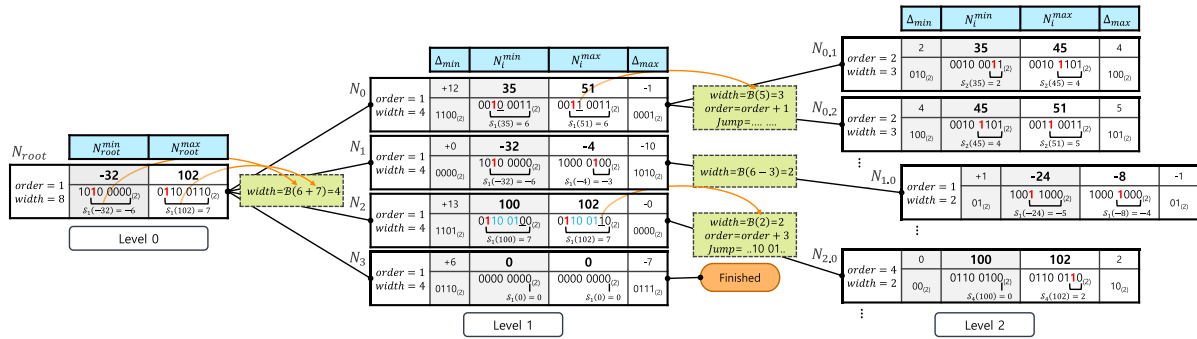 N_root
N_root^min N_root^max
order = 1
width = 8
-32 102
1010 0000(2) 0110 0110(2)
S₁(-32) = -6 S₁(102) = 7
Level 0
width=B(6+7)=4
Δmin N_i^min N_i^max Δmax
N₀
order = 1
width = 4
+12 35 51 -1
1100(2) 0010 0011(2) 0011 0011(2) 0001(2)
S₁(35) = 6 S₁(51) = 6
N₁
order = 1
width = 4
+0 -32 -4 -10
0000(2) 1010 0000(2) 1000 0100(2) 1010(2)
S₁(-32) = -6 S₁(-4) = -3
N₂
order = 1
width = 4
+13 100 102 -0
1101(2) 0110 0100(2) 0110 0110(2) 0000(2)
S₁(100) = 7 S₁(102) = 7
N₃
order = 1
width = 4
+6 0 0 -7
0110(2) 0000 0000(2) 0000 0000(2) 0111(2)
S₁(0) = 0 S₁(0) = 0
Level 1
width=B(5)=3
order=order + 1
Jump=.... ....
width=B(6-3)=2
width=B(2)=2
order=order + 3
Jump= ..10 01..
Finished
Δmin N_i^min N_i^max Δmax
N₀.₁
order = 2
width = 3
2 35 45 4
010(2) 0010 0011(2) 0010 1101(2) 100(2)
S₂(35) = 2 S₂(45) = 4
N₀.₂
order = 2
width = 3
4 45 51 5
100(2) 0010 1101(2) 0011 0011(2) 101(2)
S₂(45) = 4 S₂(51) = 5
...
N₁.₀
order = 1
width = 2
+1 -24 -8 -1
01(2) 1001 1000(2) 1000 1000(2) 01(2)
S₁(-24) = -5 S₁(-8) = -4
...
N₂.₀
order = 4
width = 2
0 100 102 2
00(2) 0110 0100(2) 0110 0110(2) 10(2)
S₄(100) = 0 S₄(102) = 2
...
Level 2